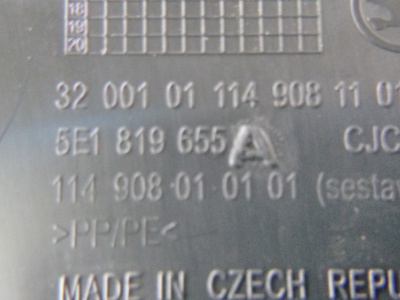 18
19
20
32 001 01 114 908 11 01
5E1 819 655 A CJC
114 908 01 01 01 (sesta
>PP/PE<
MADE IN CZECH REPU